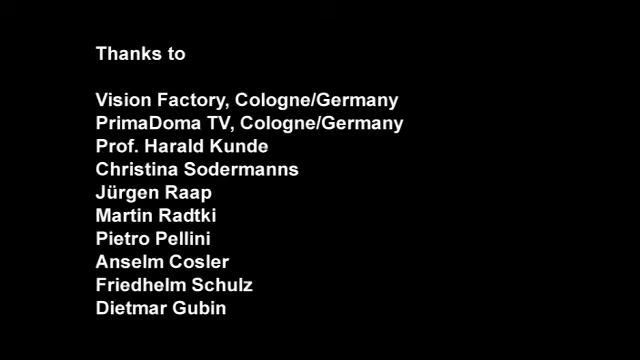 Thanks to
Vision Factory, Cologne/Germany
PrimaDoma TV, Cologne/Germany
Prof. Harald Kunde
Christina Sodermanns
Jürgen Raap
Martin Radtki
Pietro Pellini
Anselm Cosler
Friedhelm Schulz
Dietmar Gubin